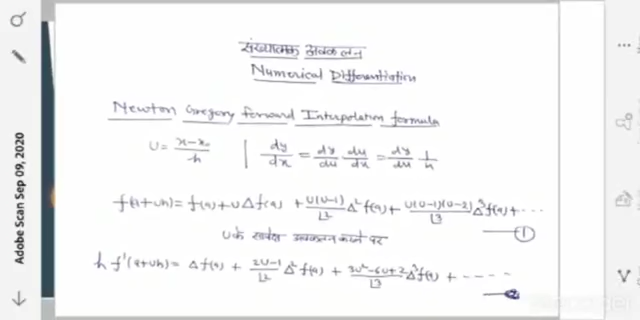 संख्यात्मक अवकलन
Numerical Differentiation
Newton Gregory forward Interpolation formula
U = (x-x₀)/h | dy/dx = dy/du du/dx = dy/du 1/h
f(a+uh) = f(a) + U Δf(a) + U(U-1)/⌊2 Δ²f(a) + U(U-1)(U-2)/⌊3 Δ³f(a) + ---- ①
U के सापेक्ष अवकलन करने पर
h f'(a+uh) = Δf(a) + (2U-1)/⌊2 Δ²f(a) + (3U²-6U+2)/⌊3 Δ³f(a) + ----- ②
Adobe Scan Sep 09, 2020